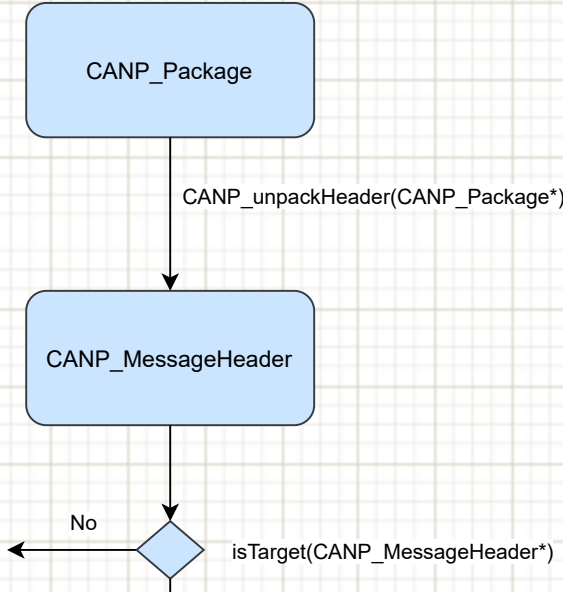 CANP_Package
CANP_unpackHeader(CANP_Package*)
CANP_MessageHeader
No
isTarget(CANP_MessageHeader*)